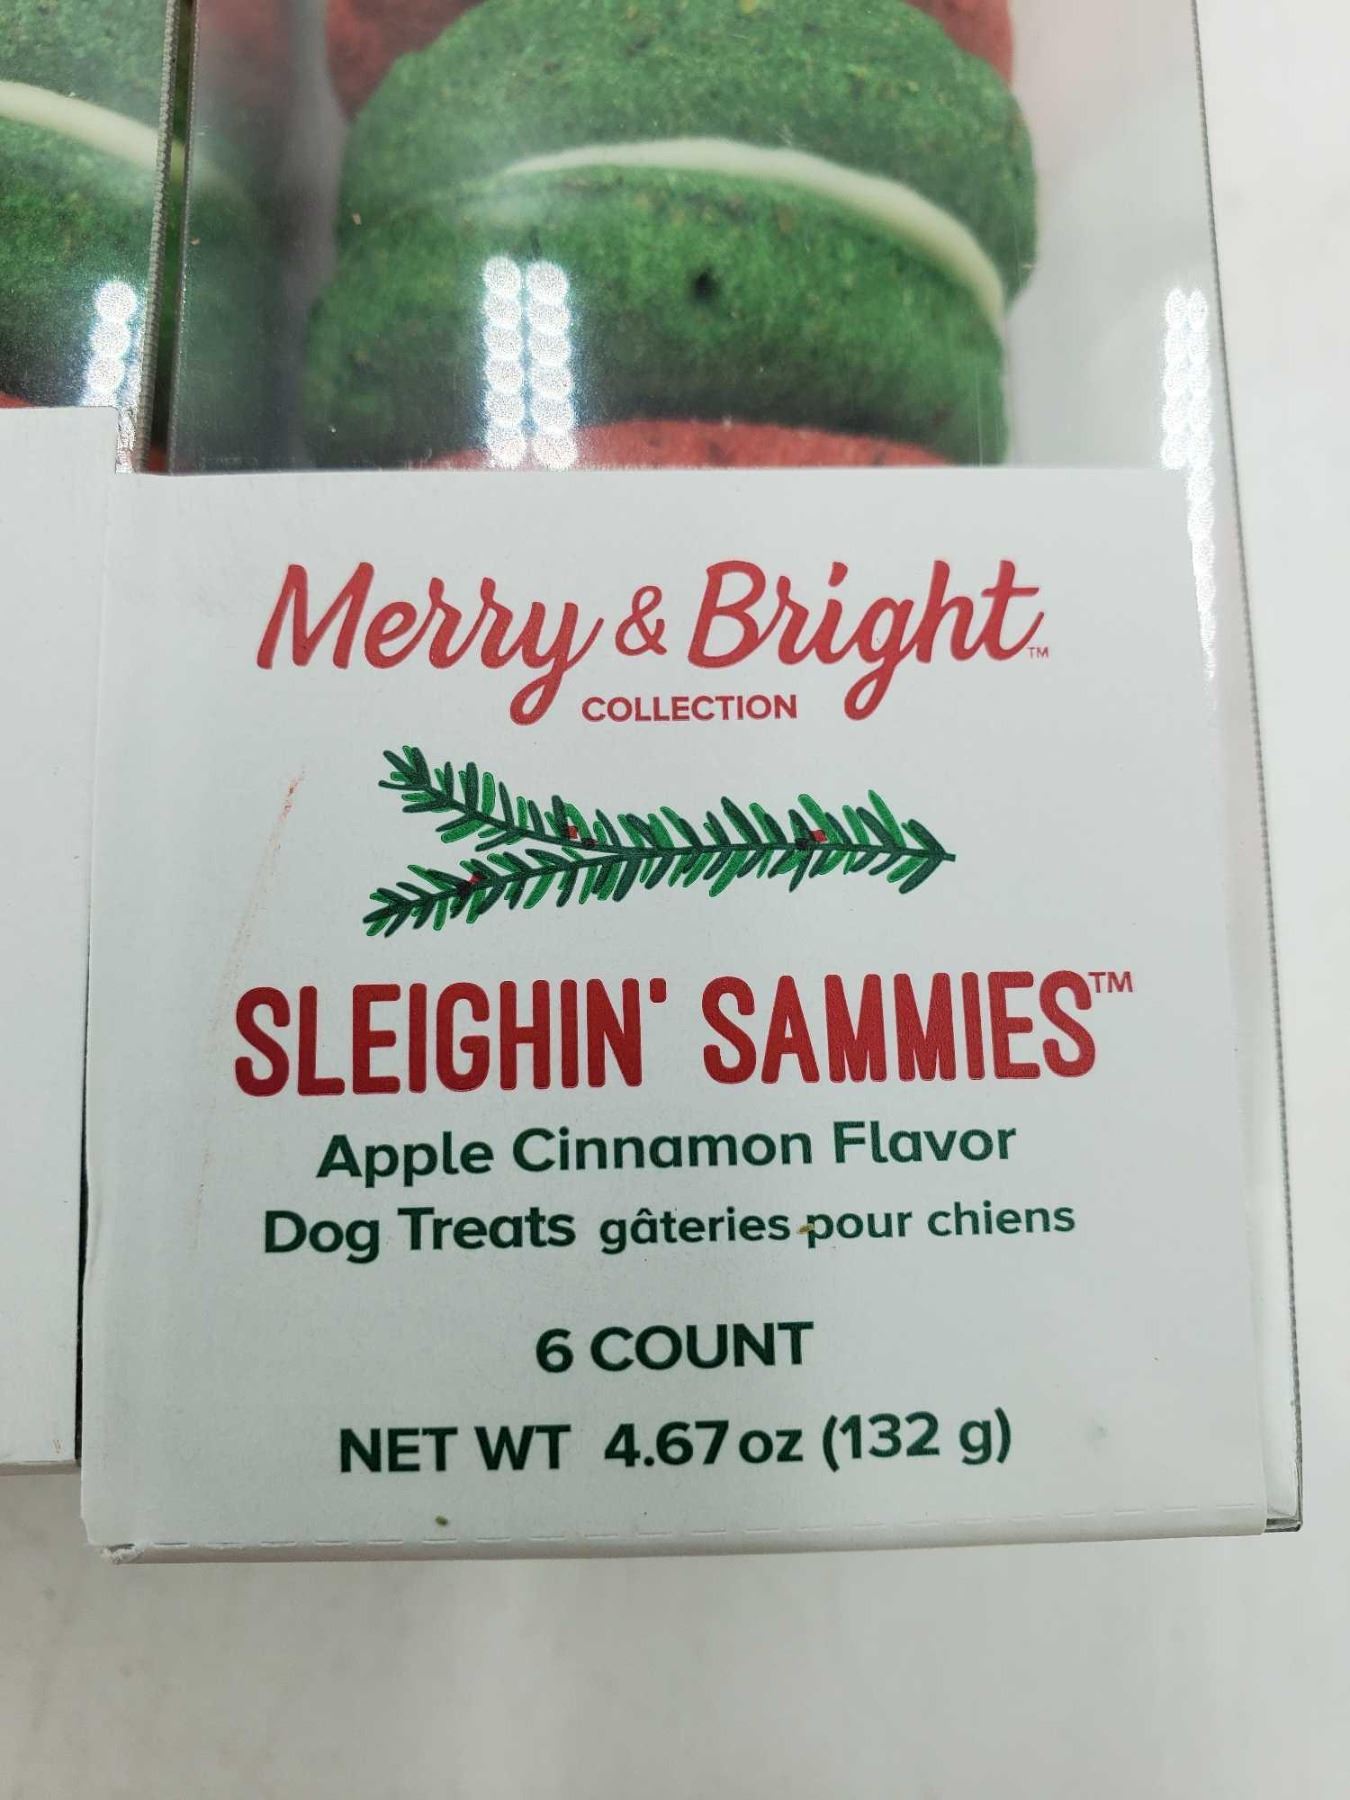 Merry & Bright™
COLLECTION
SLEIGHIN' SAMMIES™
Apple Cinnamon Flavor
Dog Treats gâteries pour chiens
6 COUNT
NET WT 4.67 oz (132 g)